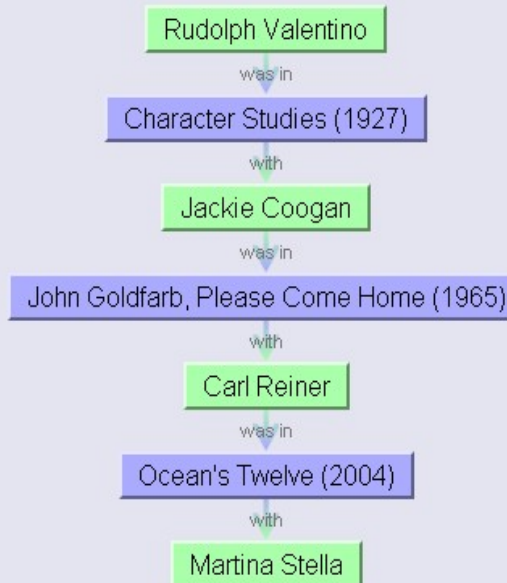 Rudolph Valentino
was in
Character Studies (1927)
with
Jackie Coogan
was in
John Goldfarb, Please Come Home (1965)
with
Carl Reiner
was in
Ocean's Twelve (2004)
with
Martina Stella